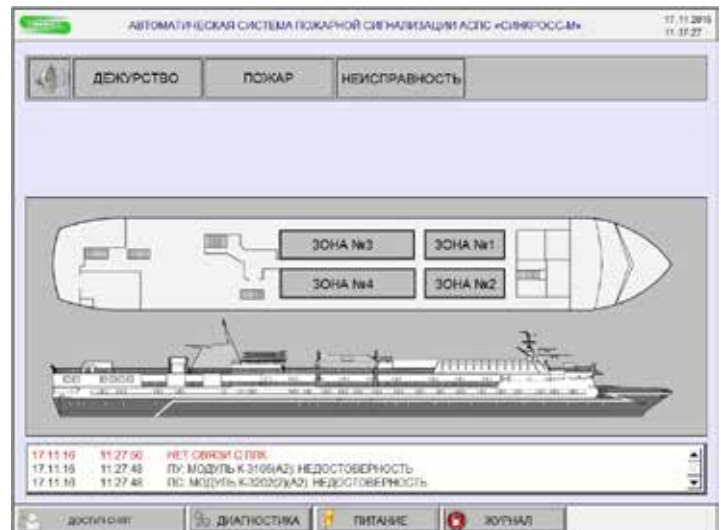 АВТОМАТИЧЕСКАЯ СИСТЕМА ПОЖАРНОЙ СИГНАЛИЗАЦИИ АСПС «СИНКРОСС-М»
17.11.2016
11:37:27
ДЕЖУРСТВО ПОЖАР НЕИСПРАВНОСТЬ
ЗОНА №3 ЗОНА №1
ЗОНА №4 ЗОНА №2
17.11.16 11:27:50 НЕТ СВЯЗИ С ПЛК
17.11.16 11:27:48 ПУ: МОДУЛЬ К-3106(А2): НЕДОСТОВЕРНОСТЬ
17.11.16 11:27:48 ПС: МОДУЛЬ К-3202(2)(А2): НЕДОСТОВЕРНОСТЬ
ДИАГНОСТИКА ПИТАНИЕ ЖУРНАЛ